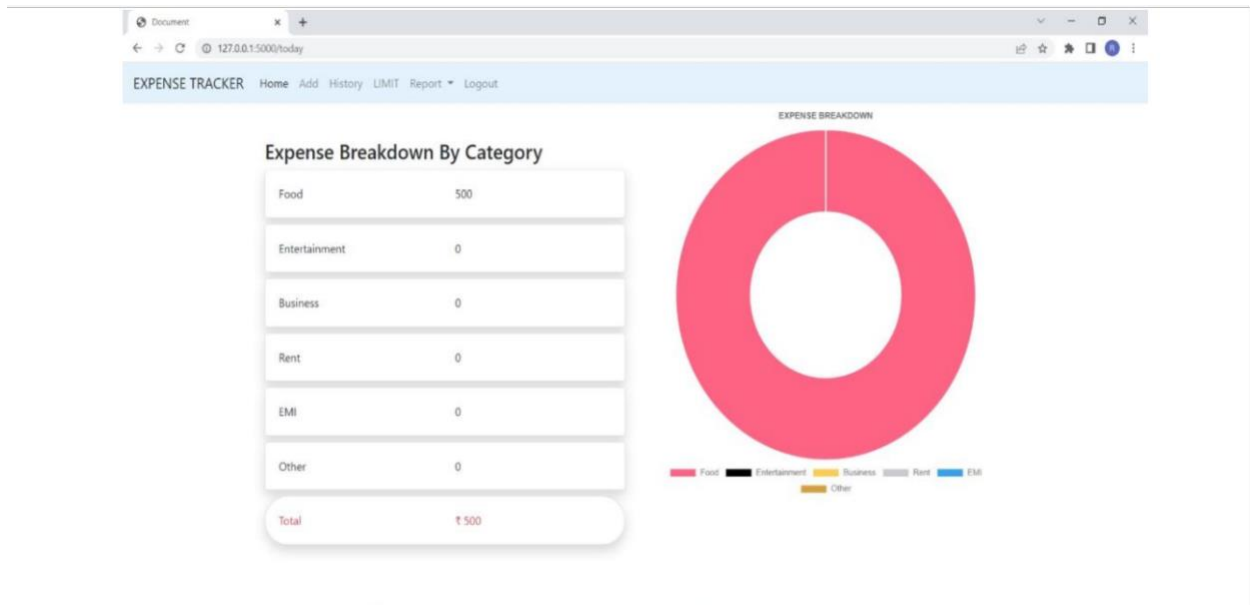 Document
127.0.0.1:5000/today
R
EXPENSE TRACKER Home Add History LIMIT Report Logout
EXPENSE BREAKDOWN
Expense Breakdown By Category
Food 500
Entertainment 0
Business 0
Rent 0
EMI 0
Other 0
Total ₹ 500
Food Entertainment Business Rent EMI
Other